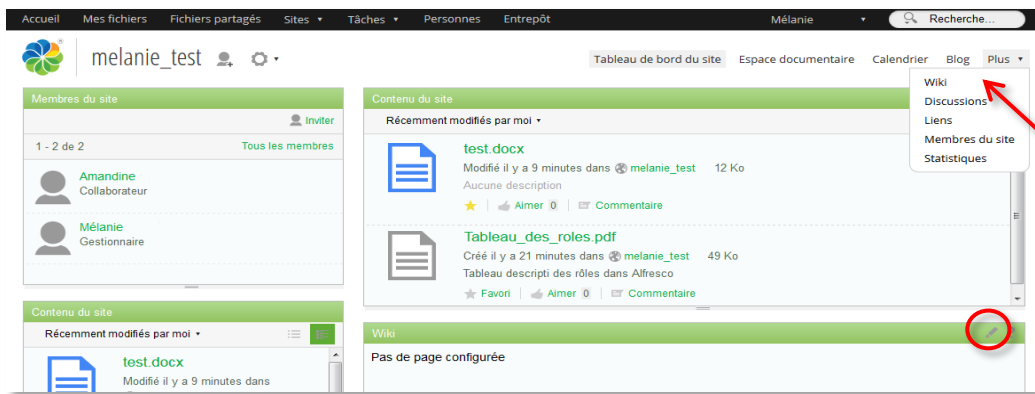 Accueil Mes fichiers Fichiers partagés Sites Tâches Personnes Entrepôt Mélanie Recherche...
melanie_test Tableau de bord du site Espace documentaire Calendrier Blog Plus
Wiki
Discussions
Liens
Membres du site
Statistiques
Membres du site
Inviter
1 - 2 de 2 Tous les membres
Amandine
Collaborateur
Mélanie
Gestionnaire
Contenu du site
Récemment modifiés par moi
test.docx
Modifié il y a 9 minutes dans melanie_test 12 Ko
Aucune description
Aimer 0 Commentaire
Tableau_des_roles.pdf
Créé il y a 21 minutes dans melanie_test 49 Ko
Tableau descripti des rôles dans Alfresco
Favori Aimer 0 Commentaire
Contenu du site
Récemment modifiés par moi
test.docx
Modifié il y a 9 minutes dans
Wiki
Pas de page configurée